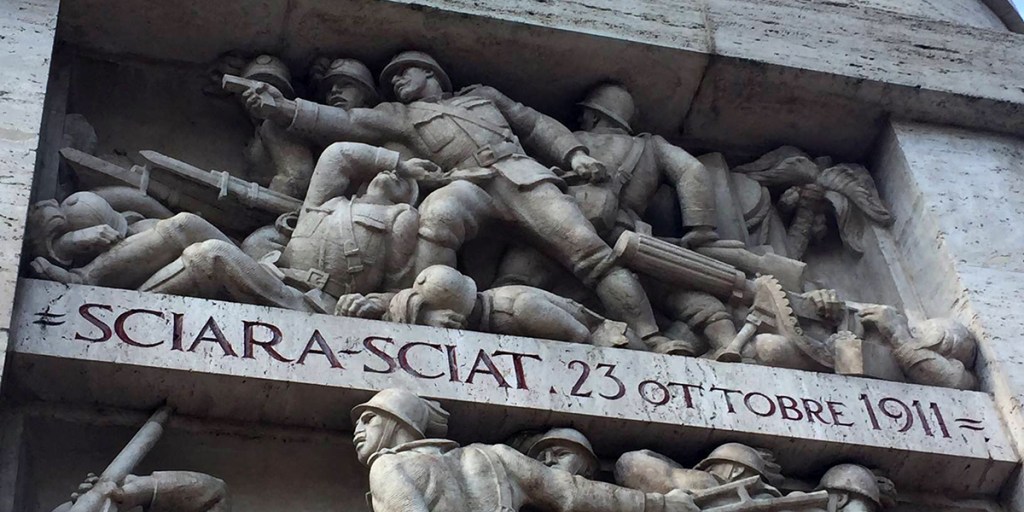 = SCIARA-SCIAT . 23 OTTOBRE 1911 =